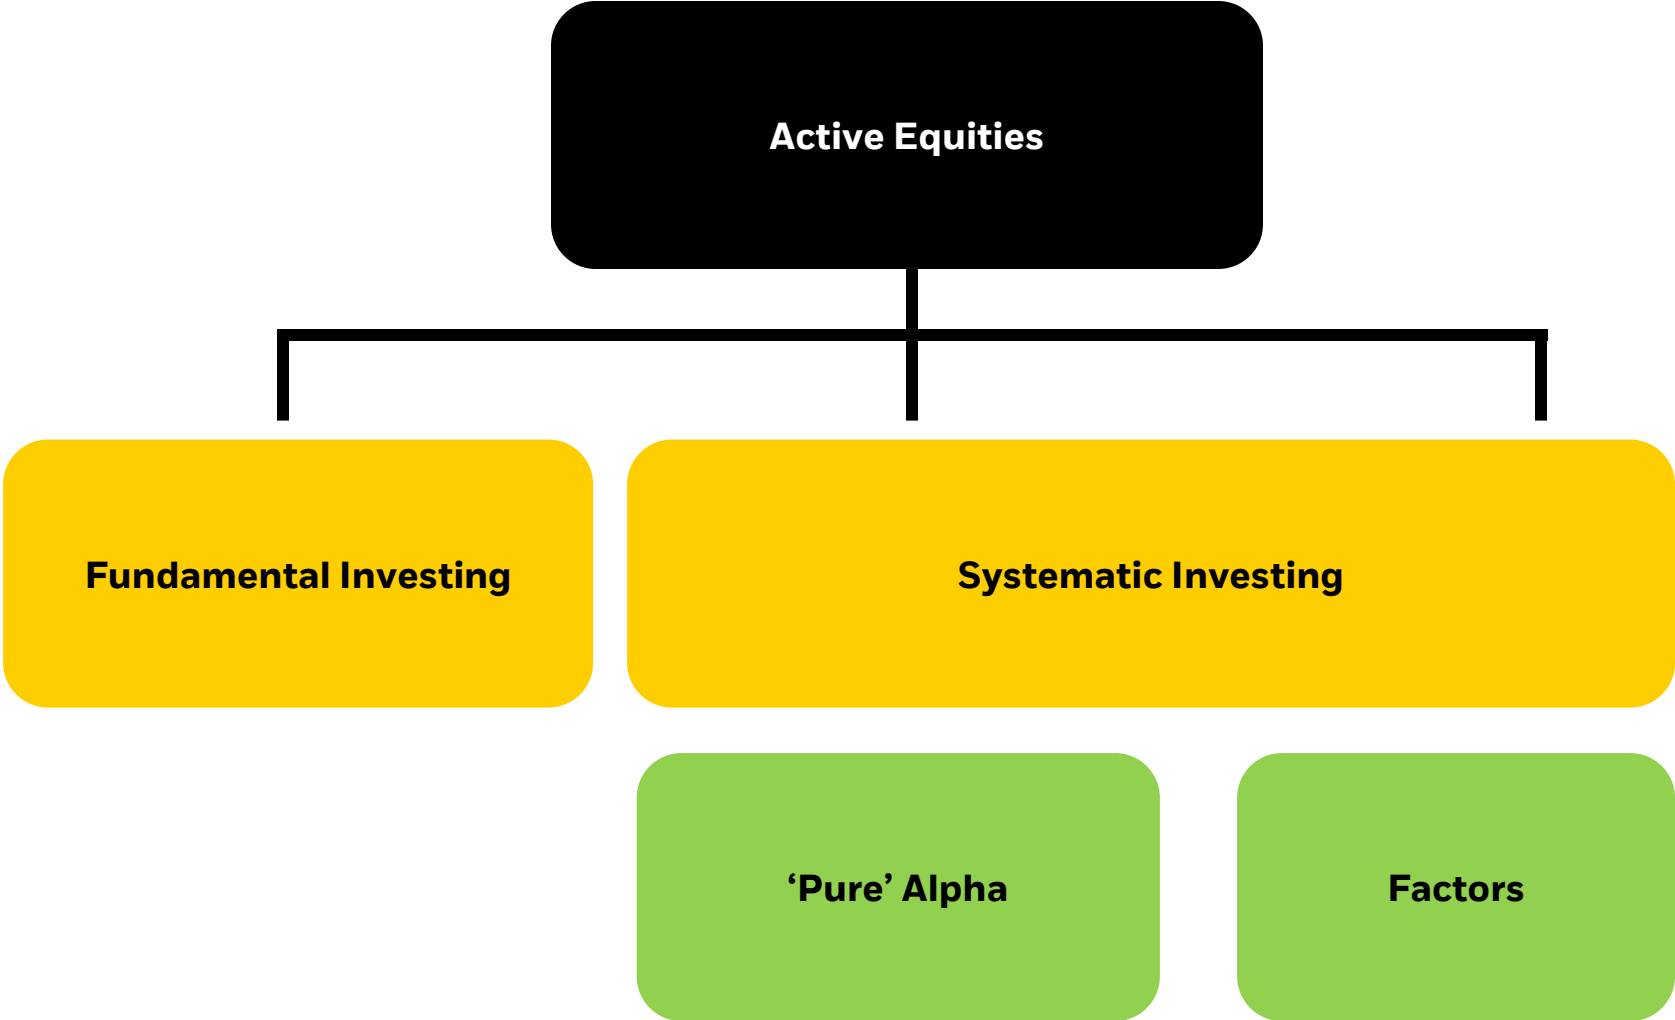 Active Equities
Fundamental Investing
Systematic Investing
‘Pure’ Alpha
Factors